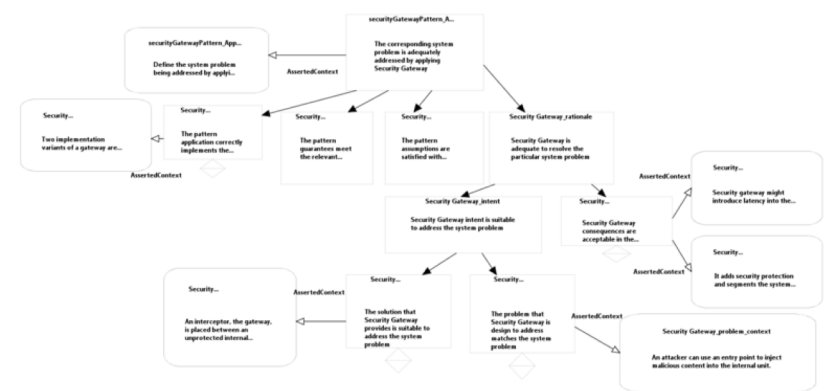 securityGatewayPattern_A...
The corresponding system
problem is adequately
addressed by applying
Security Gateway
securityGatewayPattern_App...
Define the system problem
being addressed by applyi...
AssertedContext
Security...
Two implementation
variants of a gateway are...
AssertedContext
Security...
The pattern
application correctly
implements the...
Security...
The pattern
guarantees meet
the relevant...
Security...
The pattern
assumptions are
satisfied with...
Security Gateway_rationale
Security Gateway is
adequate to resolve the
particular system problem
Security Gateway_intent
Security Gateway intent is suitable
to address the system problem
Security...
Security Gateway
consequences are
acceptable in the...
AssertedContext
Security...
Security gateway might
introduce latency into the...
AssertedContext
Security...
It adds security protection
and segments the system...
Security...
An interceptor, the gateway,
is placed between an
unprotected internal...
AssertedContext
Security...
The solution that
Security Gateway
provides is suitable to
address the system
problem
Security...
The problem that
Security Gateway is
design to address
matches the system
problem
AssertedContext
Security Gateway_problem_context
An attacker can use an entry point to inject
malicious content into the internal unit.